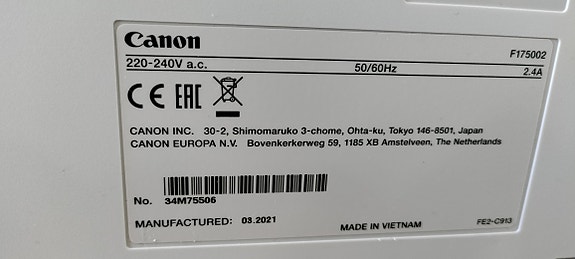 Canon
F175002
220-240V a.c. 50/60Hz 2.4A
CE EAC
CANON INC. 30-2, Shimomaruko 3-chome, Ohta-ku, Tokyo 146-8501, Japan
CANON EUROPA N.V. Bovenkerkerweg 59, 1185 XB Amstelveen, The Netherlands
No. 34M75506
MANUFACTURED: 03.2021
MADE IN VIETNAM
FE2-C913